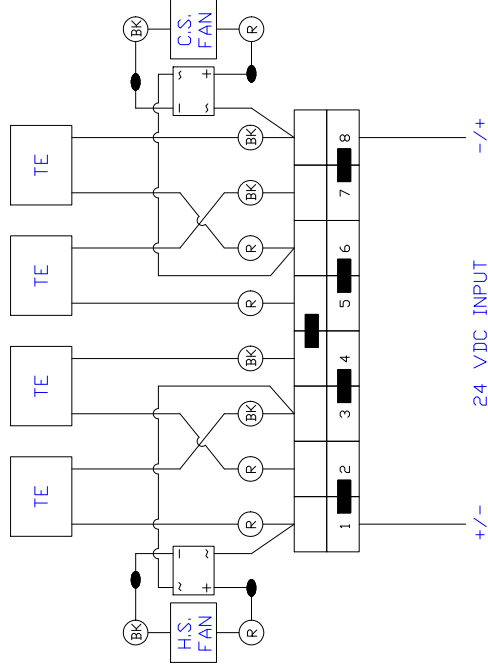 TE TE TE TE
BK BK
H.S.
FAN
~ −
+ ~
− ~
~ +
C.S.
FAN
R R R BK BK R R BK BK R
1 2 3 4 5 6 7 8
+/- 24 VDC INPUT -/+